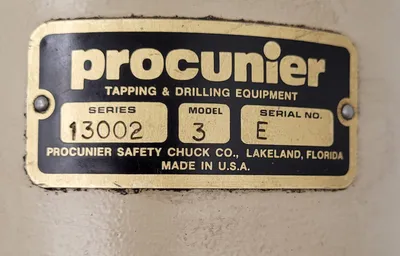 procunier
TAPPING & DRILLING EQUIPMENT
SERIES MODEL SERIAL NO.
13002 3 E
PROCUNIER SAFETY CHUCK CO., LAKELAND, FLORIDA
MADE IN U.S.A.